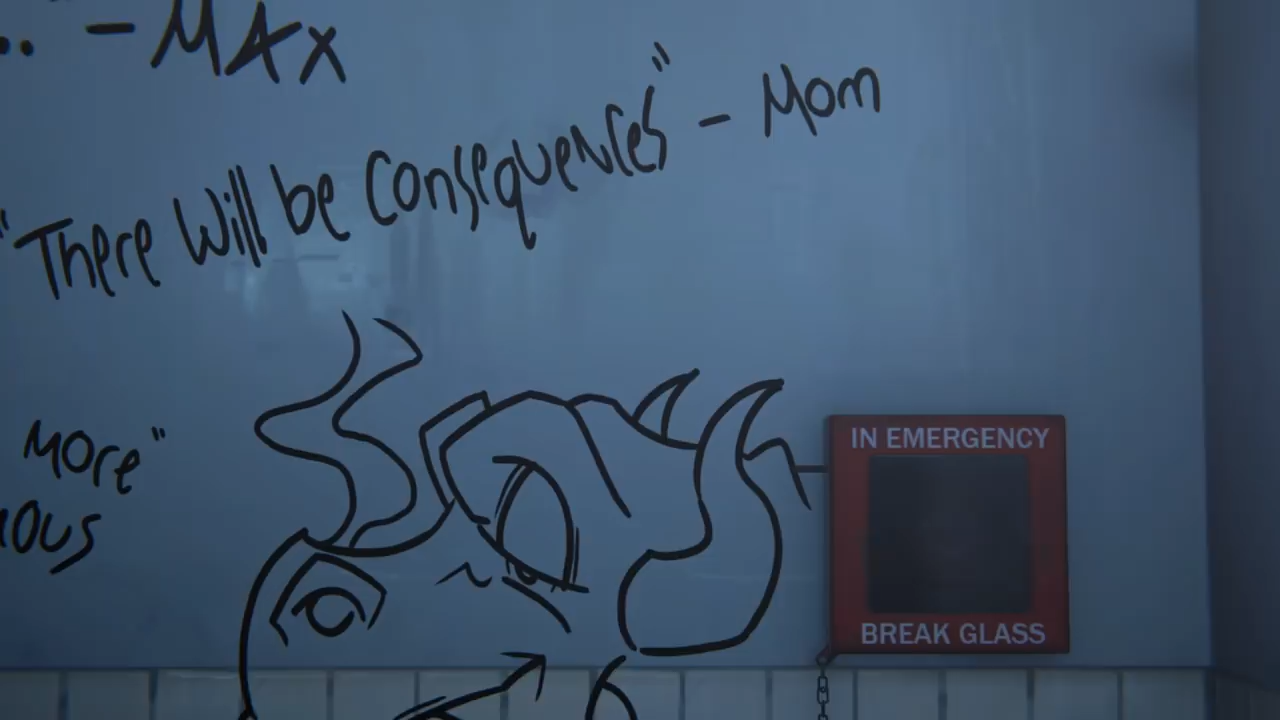 .." - MAX
"There Will be Consequences" - Mom
More"
IN EMERGENCY
BREAK GLASS